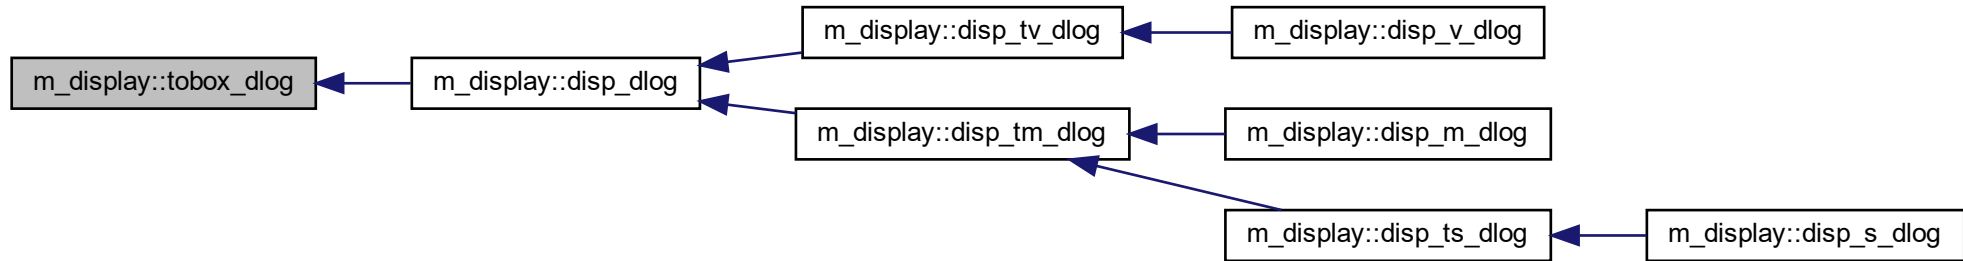 m_display::disp_tv_dlog
m_display::disp_v_dlog
m_display::tobox_dlog
m_display::disp_dlog
m_display::disp_tm_dlog
m_display::disp_m_dlog
m_display::disp_ts_dlog
m_display::disp_s_dlog